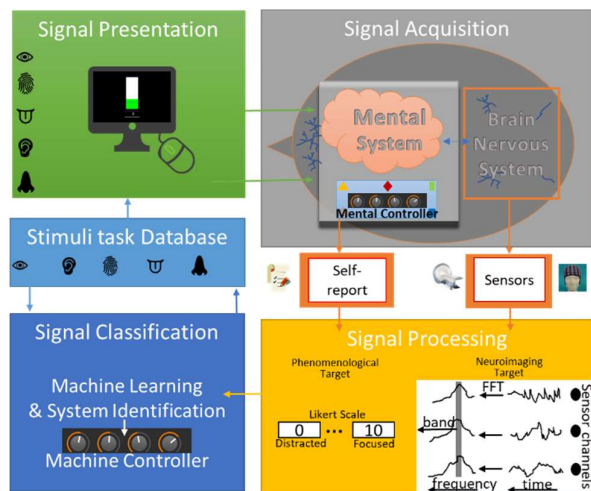 Signal Presentation
Signal Acquisition
Mental
System
Brain
Nervous
System
Mental Controller
Stimuli task Database
Self-
report
Sensors
Signal Classification
Machine Learning
& System Identification
Machine Controller
Signal Processing
Phenomenological
Target
Neuroimaging
Target
Likert Scale
0 ••• 10
Distracted Focused
FFT
band
frequency time
Sensor channels